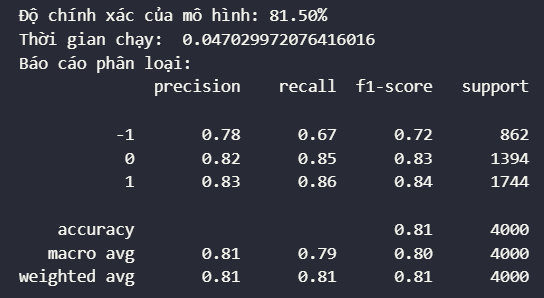 Độ chính xác của mô hình: 81.50%
Thời gian chạy:  0.047029972076416016
Báo cáo phân loại:
              precision    recall  f1-score   support

          -1       0.78      0.67      0.72       862
           0       0.82      0.85      0.83      1394
           1       0.83      0.86      0.84      1744

    accuracy                           0.81      4000
   macro avg       0.81      0.79      0.80      4000
weighted avg       0.81      0.81      0.81      4000